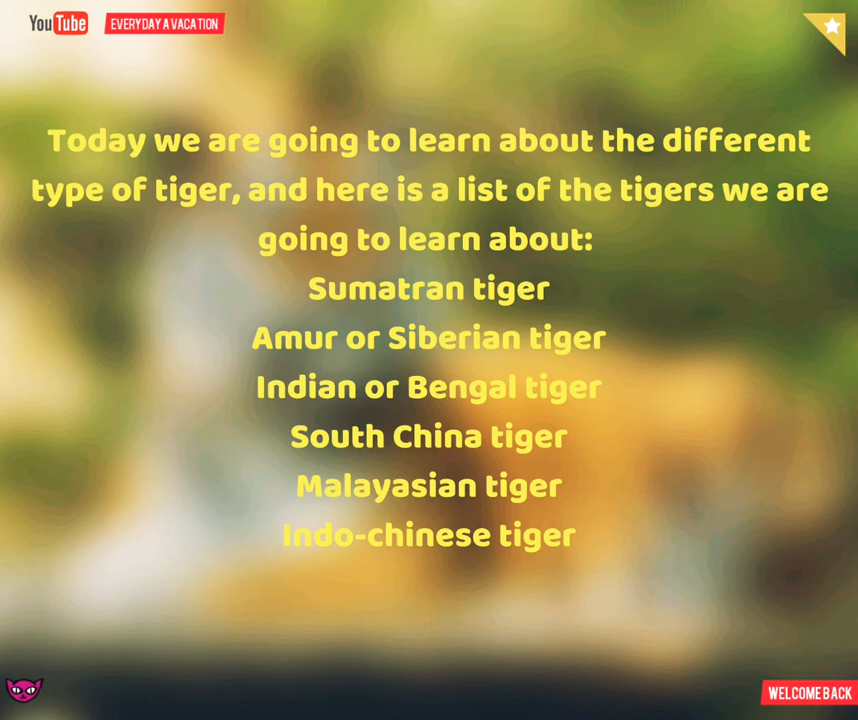 YouTube
EVERYDAY A VACATION
Today we are going to learn about the different
type of tiger, and here is a list of the tigers we are
going to learn about:
Sumatran tiger
Amur or Siberian tiger
Indian or Bengal tiger
South China tiger
Malayasian tiger
Indo-chinese tiger
WELCOME BACK